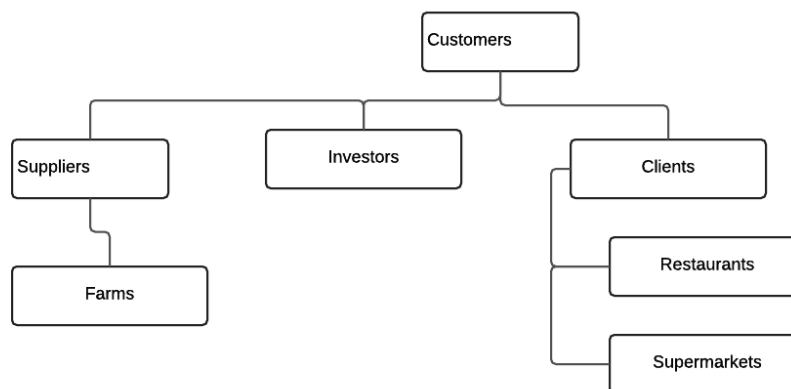 Customers
Suppliers
Investors
Clients
Farms
Restaurants
Supermarkets